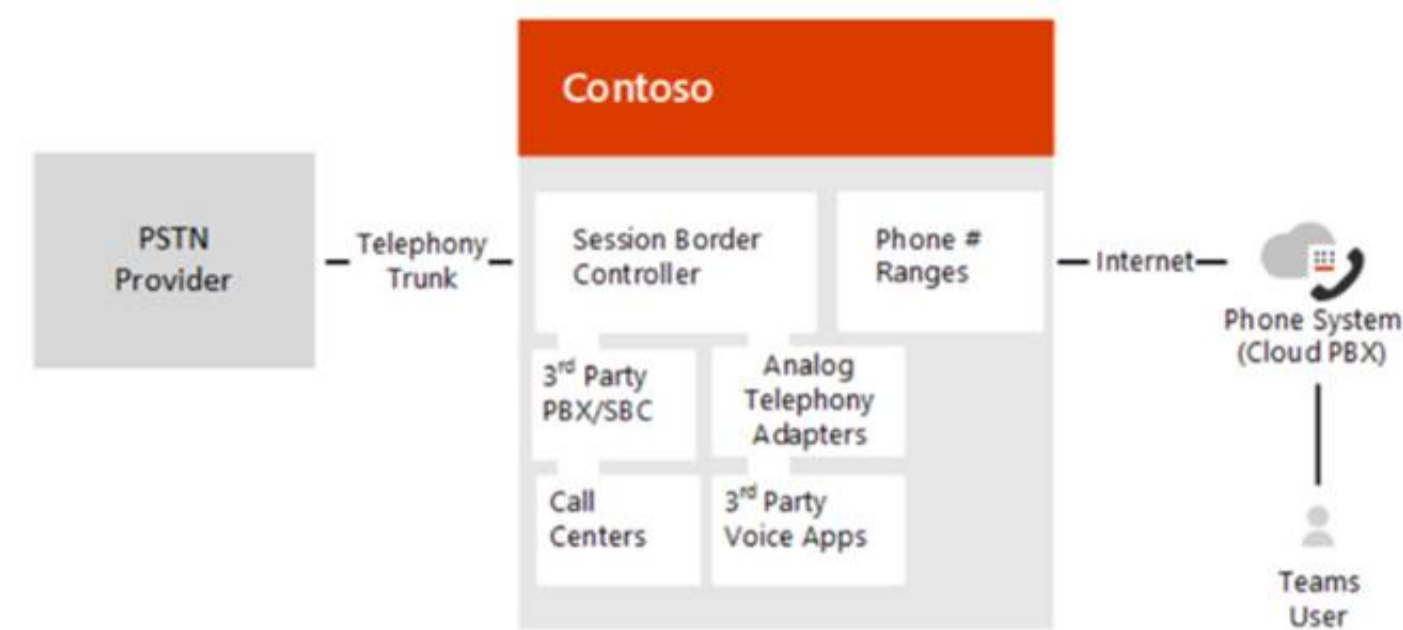 Contoso
PSTN
Provider
Telephony
Trunk
Session Border
Controller
Phone #
Ranges
Internet
Phone System
(Cloud PBX)
3rd Party
PBX/SBC
Analog
Telephony
Adapters
Call
Centers
3rd Party
Voice Apps
Teams
User